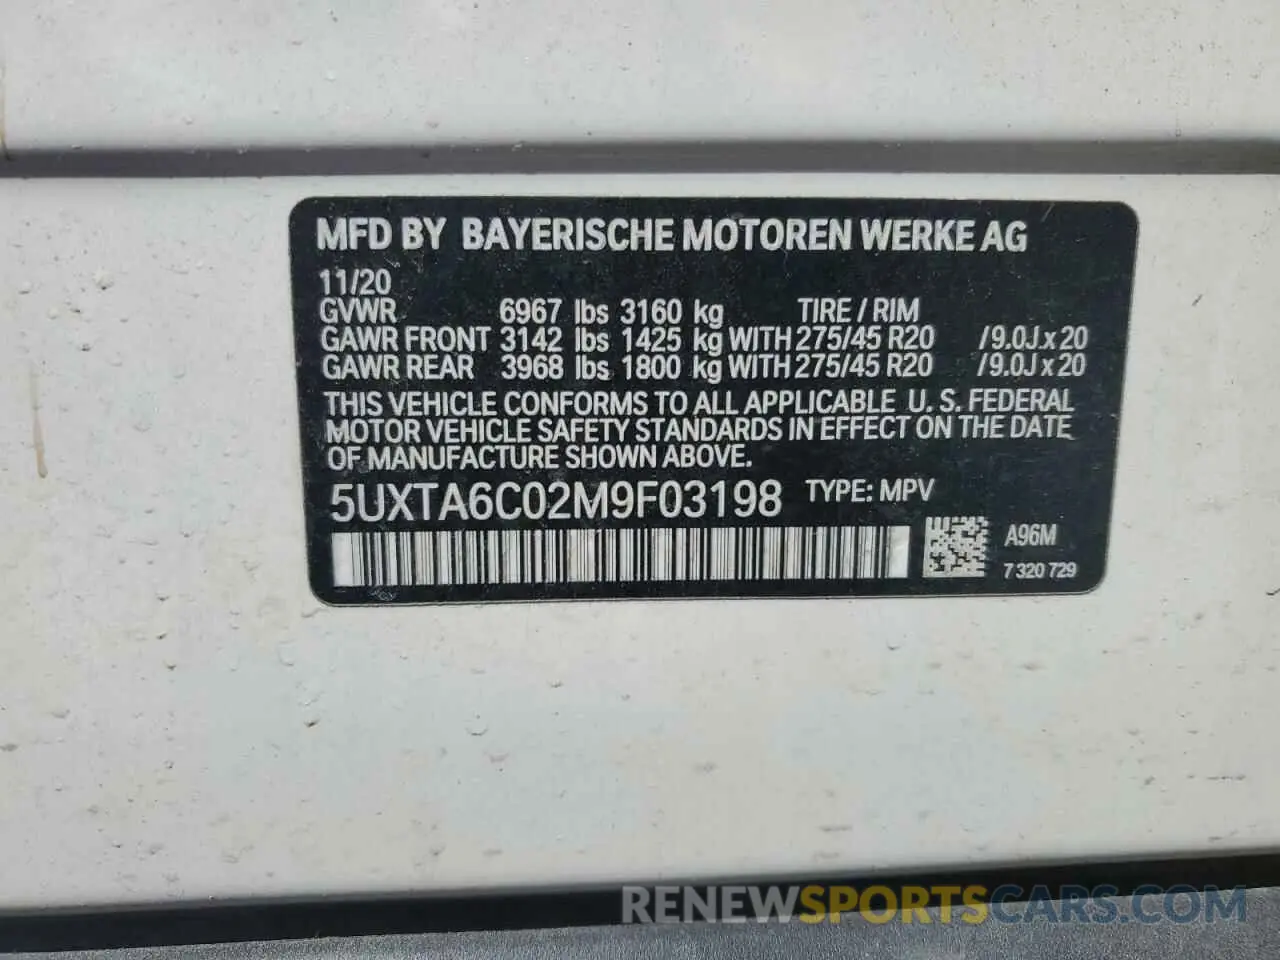 MFD BY BAYERISCHE MOTOREN WERKE AG
11/20
GVWR 6967 lbs 3160 kg TIRE / RIM
GAWR FRONT 3142 lbs 1425 kg WITH 275/45 R20 /9.0J x 20
GAWR REAR 3968 lbs 1800 kg WITH 275/45 R20 /9.0J x 20
THIS VEHICLE CONFORMS TO ALL APPLICABLE U. S. FEDERAL
MOTOR VEHICLE SAFETY STANDARDS IN EFFECT ON THE DATE
OF MANUFACTURE SHOWN ABOVE.
5UXTA6C02M9F03198 TYPE: MPV
A96M
7 320 729
RENEWSPORTSCARS.COM